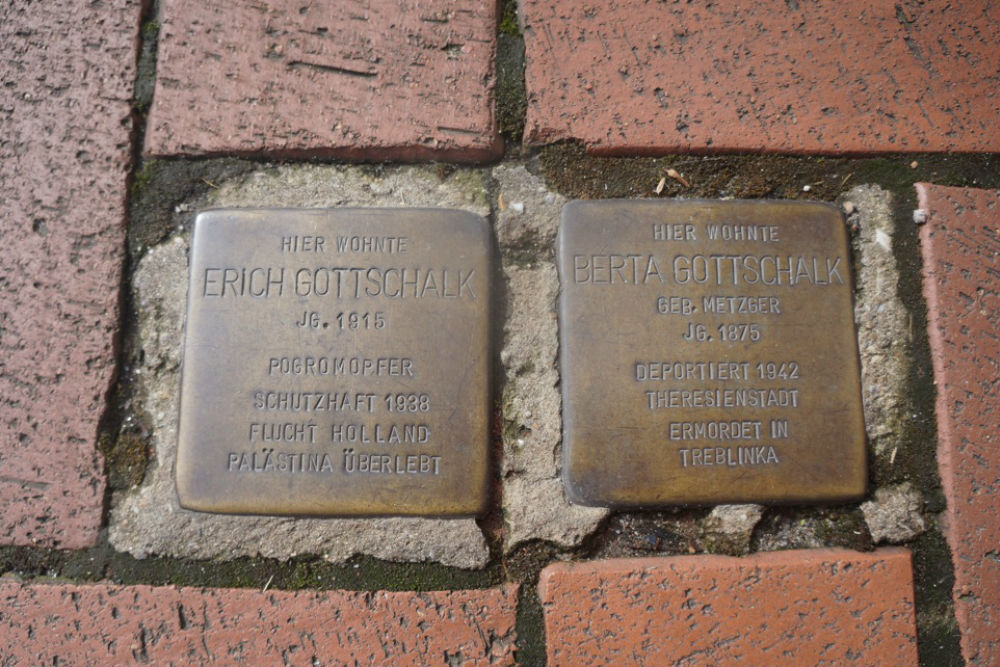 HIER WOHNTE
ERICH GOTTSCHALK
JG. 1915
POGROMOPFER
SCHUTZHAFT 1938
FLUCHT HOLLAND
PALÄSTINA ÜBERLEBT
HIER WOHNTE
BERTA GOTTSCHALK
GEB. METZGER
JG. 1875
DEPORTIERT 1942
THERESIENSTADT
ERMORDET IN
TREBLINKA